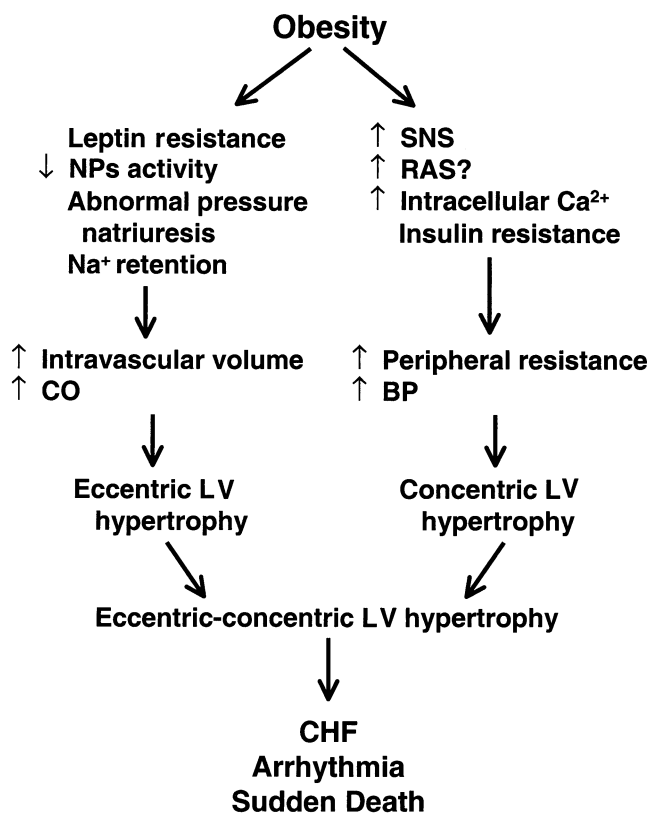 Obesity
Leptin resistance
↓ NPs activity
Abnormal pressure
natriuresis
Na⁺ retention
↑ SNS
↑ RAS?
↑ Intracellular Ca²⁺
Insulin resistance
↑ Intravascular volume
↑ CO
↑ Peripheral resistance
↑ BP
Eccentric LV
hypertrophy
Concentric LV
hypertrophy
Eccentric-concentric LV hypertrophy
CHF
Arrhythmia
Sudden Death